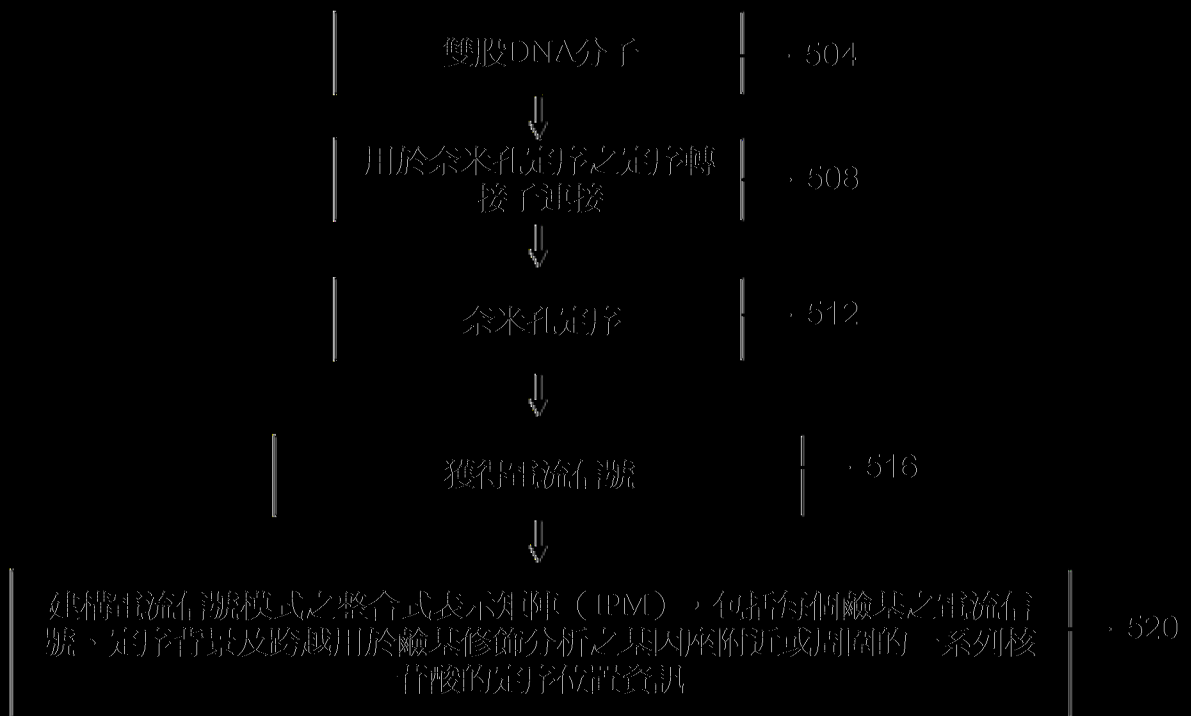 雙股DNA分子
504
用於奈米孔定序之定序轉
接子連接
508
奈米孔定序
512
獲得電流信號
516
建構電流信號模式之整合式表示矩陣（IPM），包括每個鹼基之電流信
號、定序背景及跨越用於鹼基修飾分析之基因座附近或周圍的一系列核
苷酸的定序位置資訊
520